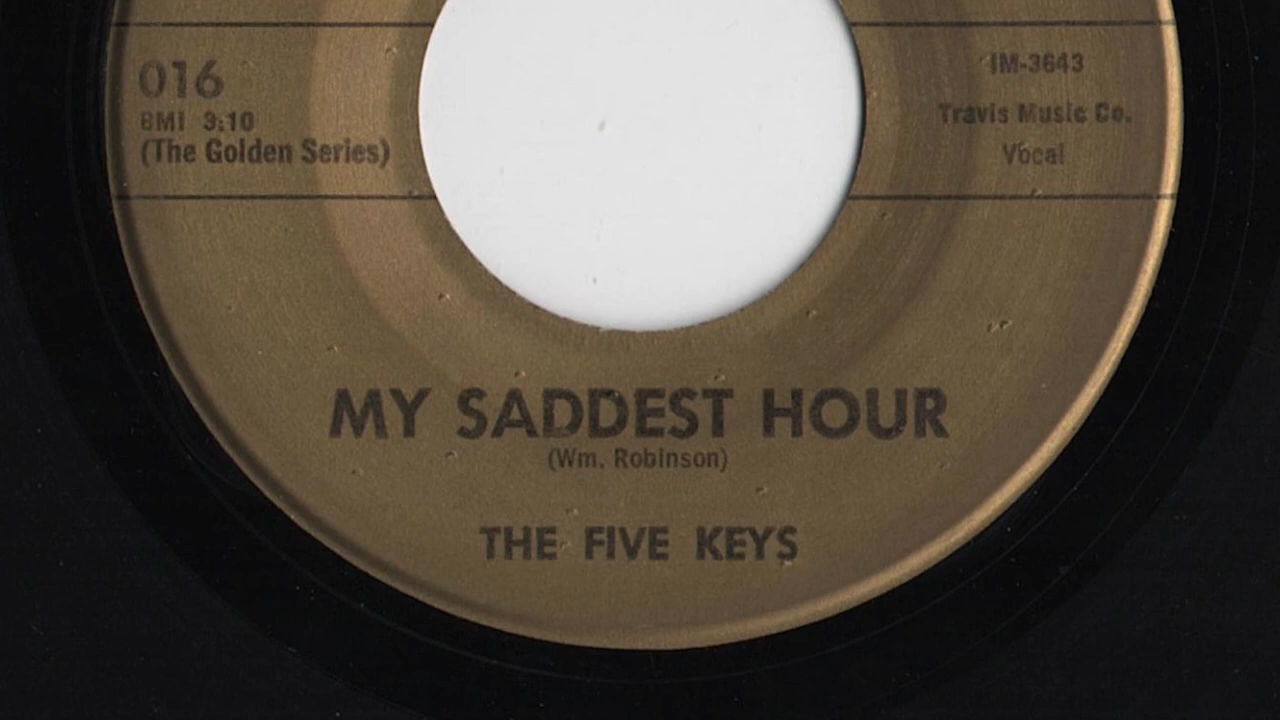 016
BMI 3:10
(The Golden Series)
IM-3643
Travis Music Co.
Vocal
MY SADDEST HOUR
(Wm. Robinson)
THE FIVE KEYS